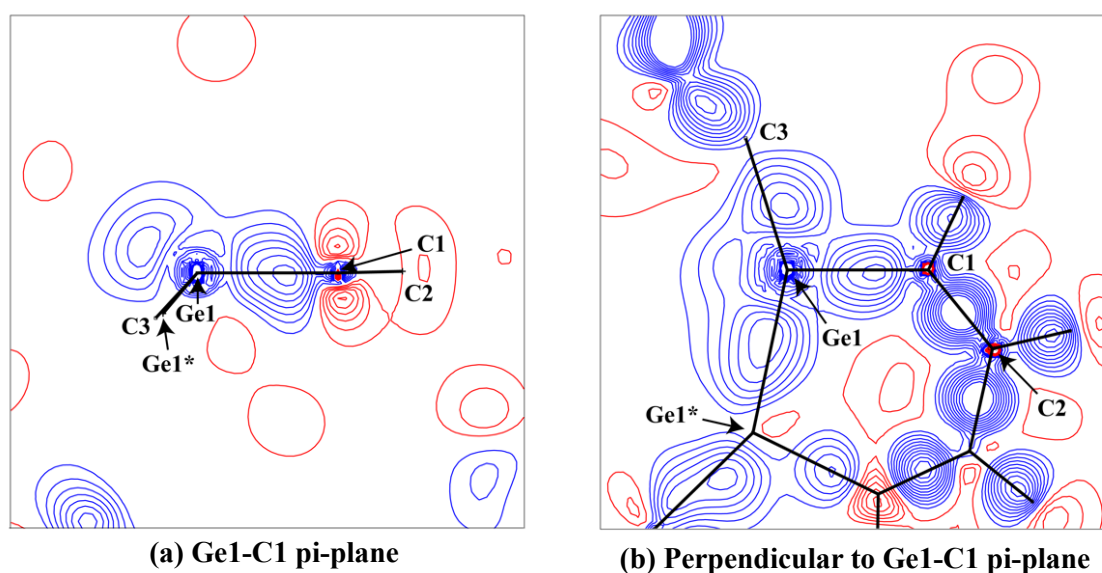 C1
C2
C3
Ge1
Ge1*
(a) Ge1-C1 pi-plane
C3
C1
Ge1
C2
Ge1*
(b) Perpendicular to Ge1-C1 pi-plane